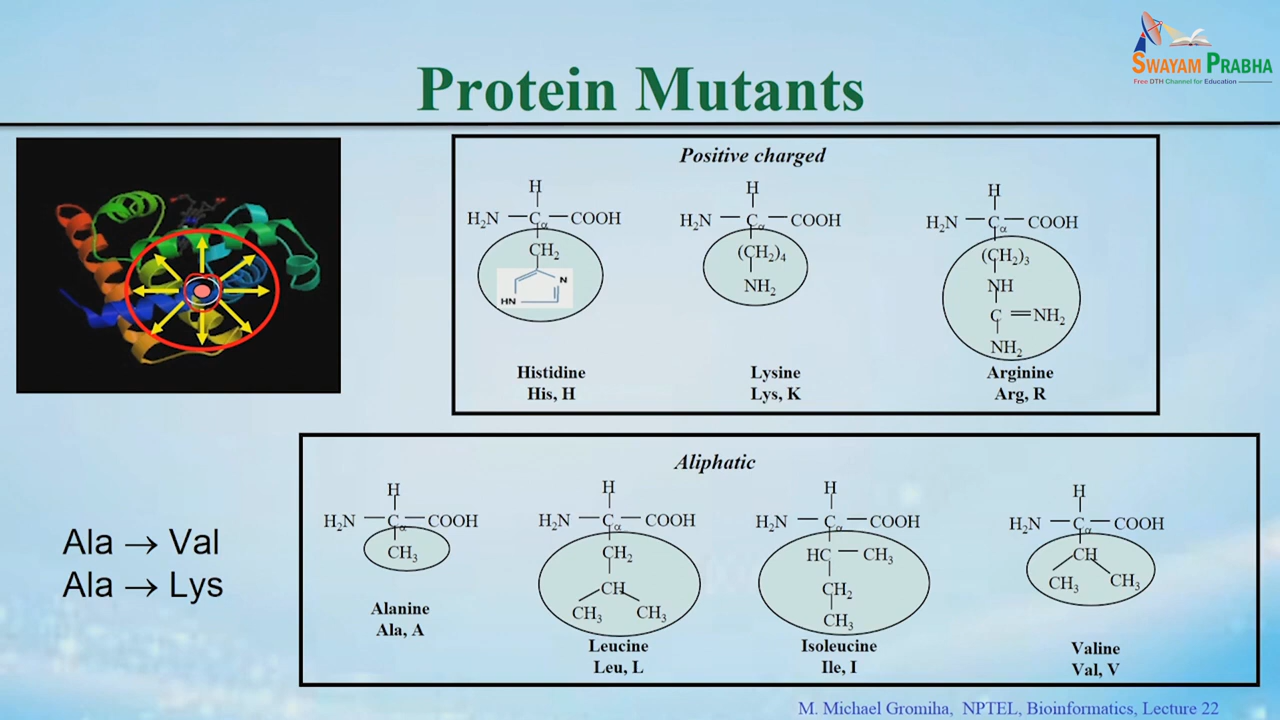 SWAYAM PRABHA
Free DTH Channel for Education
Protein Mutants
Positive charged
H
H₂N — Cα — COOH
CH₂
N
HN
Histidine
His, H
H
H₂N — Cα — COOH
(CH₂)₄
NH₂
Lysine
Lys, K
H
H₂N — Cα — COOH
(CH₂)₃
NH
C ═ NH₂
NH₂
Arginine
Arg, R
Ala → Val
Ala → Lys
Aliphatic
H
H₂N — Cα — COOH
CH₃
Alanine
Ala, A
H
H₂N — Cα — COOH
CH₂
CH
CH₃ CH₃
Leucine
Leu, L
H
H₂N — Cα — COOH
HC — CH₃
CH₂
CH₃
Isoleucine
Ile, I
H
H₂N — Cα — COOH
CH
CH₃ CH₃
Valine
Val, V
M. Michael Gromiha, NPTEL, Bioinformatics, Lecture 22